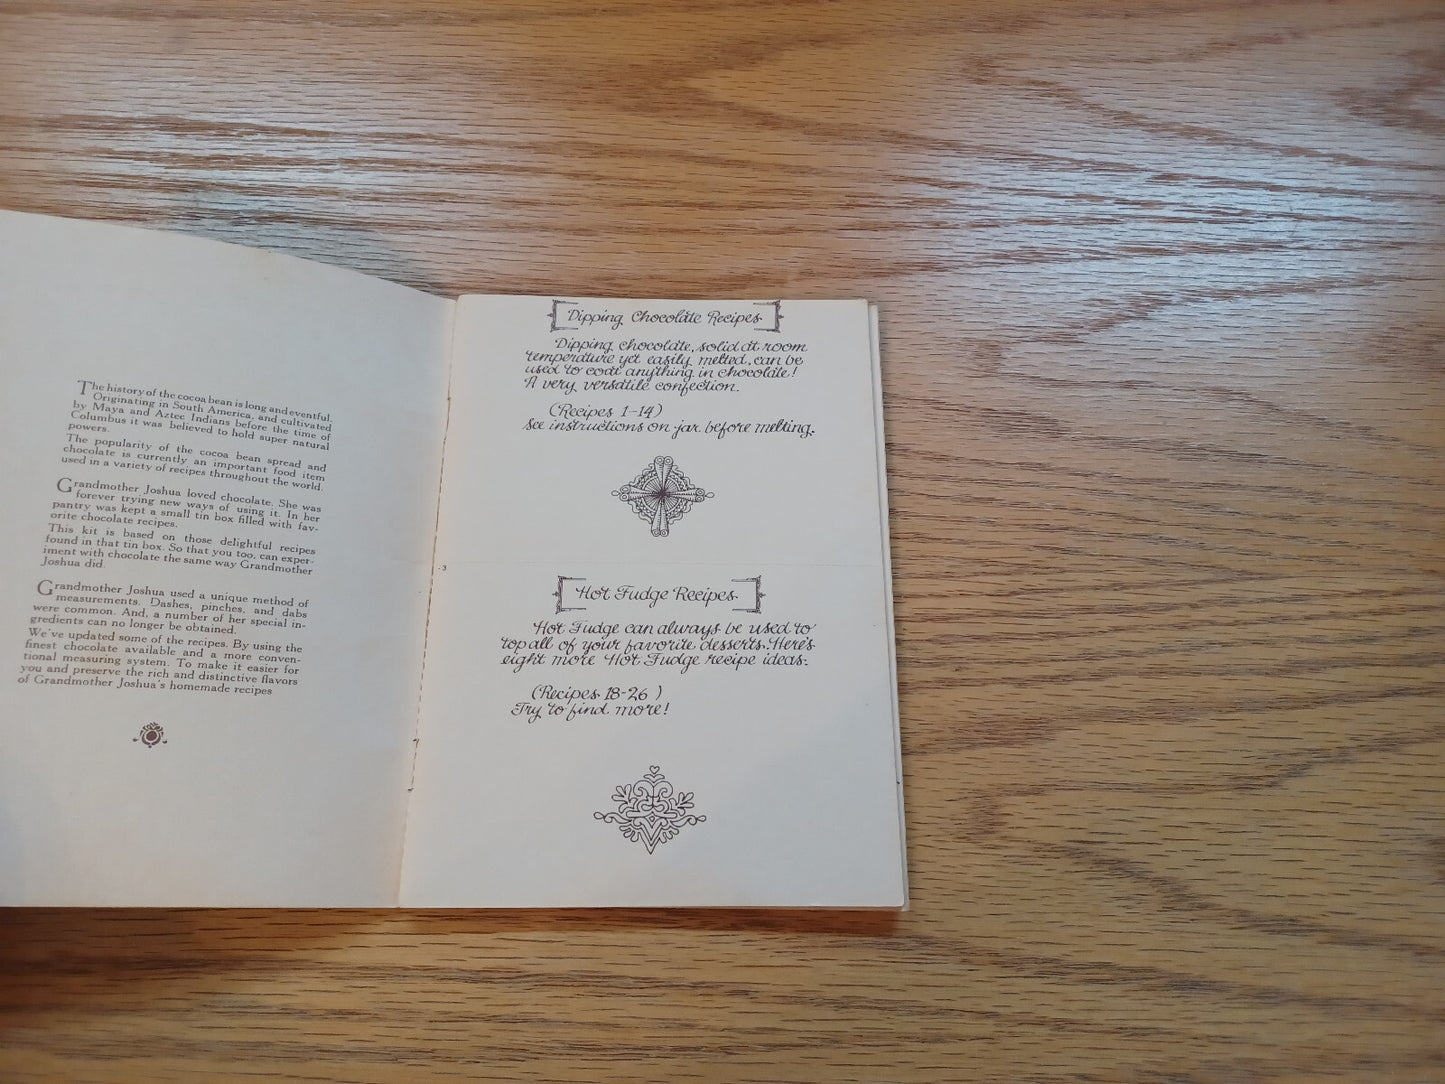 The history of the cocoa bean is long and eventful.
Originating in South America, and cultivated
by Maya and Aztec Indians before the time of
Columbus it was believed to hold super natural
powers.
The popularity of the cocoa bean spread and
chocolate is currently an important food item
used in a variety of recipes throughout the world.
Grandmother Joshua loved chocolate. She was
forever trying new ways of using it. In her
pantry was kept a small tin box filled with fav-
orite chocolate recipes.
This kit is based on those delightful recipes
found in that tin box. So that you too, can exper-
iment with chocolate the same way Grandmother
Joshua did.
Grandmother Joshua used a unique method of
measurements. Dashes, pinches, and dabs
were common. And, a number of her special in-
gredients can no longer be obtained.
We've updated some of the recipes. By using the
finest chocolate available and a more conven-
tional measuring system. To make it easier for
you and preserve the rich and distinctive flavors
of Grandmother Joshua's homemade recipes
Dipping Chocolate Recipes
Dipping chocolate, solid at room
temperature yet easily melted, can be
used to coat anything in chocolate!
A very versatile confection.
(Recipes 1-14)
See instructions on jar before melting.
3
Hot Fudge Recipes
Hot Fudge can always be used to
top all of your favorite desserts. Here's
eight more Hot Fudge recipe ideas.
(Recipes 18-26)
Try to find more!